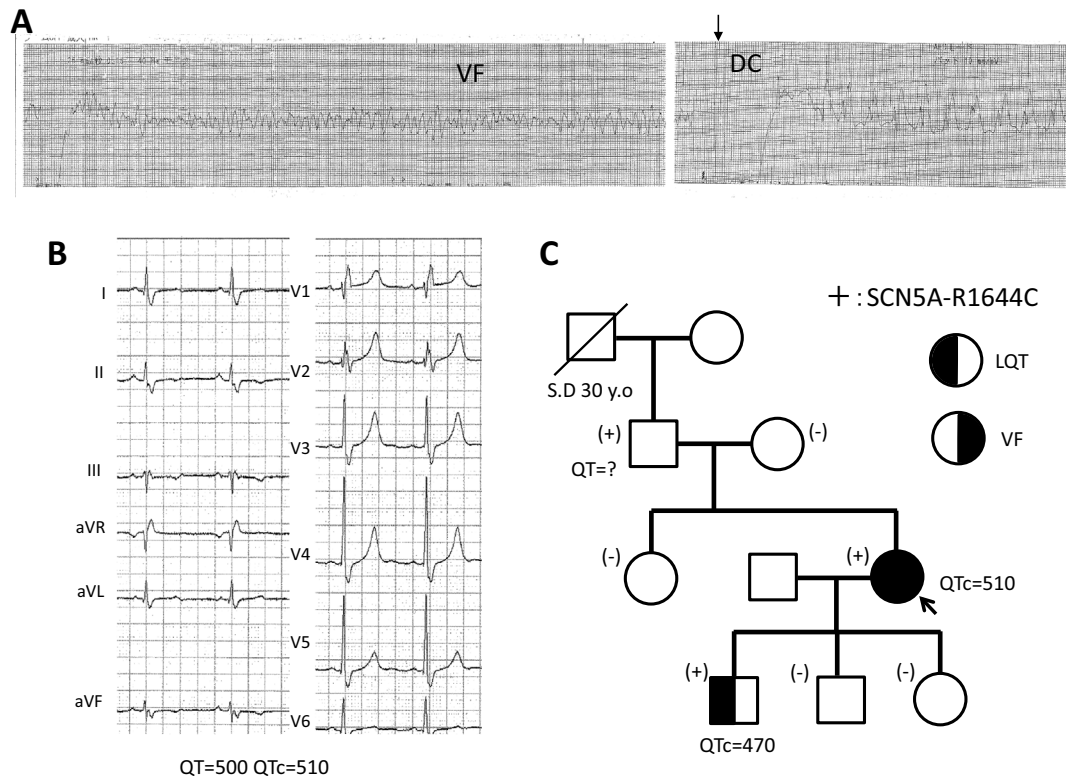 A
VF
DC
B
I
II
III
aVR
aVL
aVF
V1
V2
V3
V4
V5
V6
QT=500 QTc=510
C
+ : SCN5A-R1644C
LQT
VF
S.D 30 y.o
(+)
(-)
QT=?
(-)
(+)
QTc=510
(+)
(-)
(-)
QTc=470